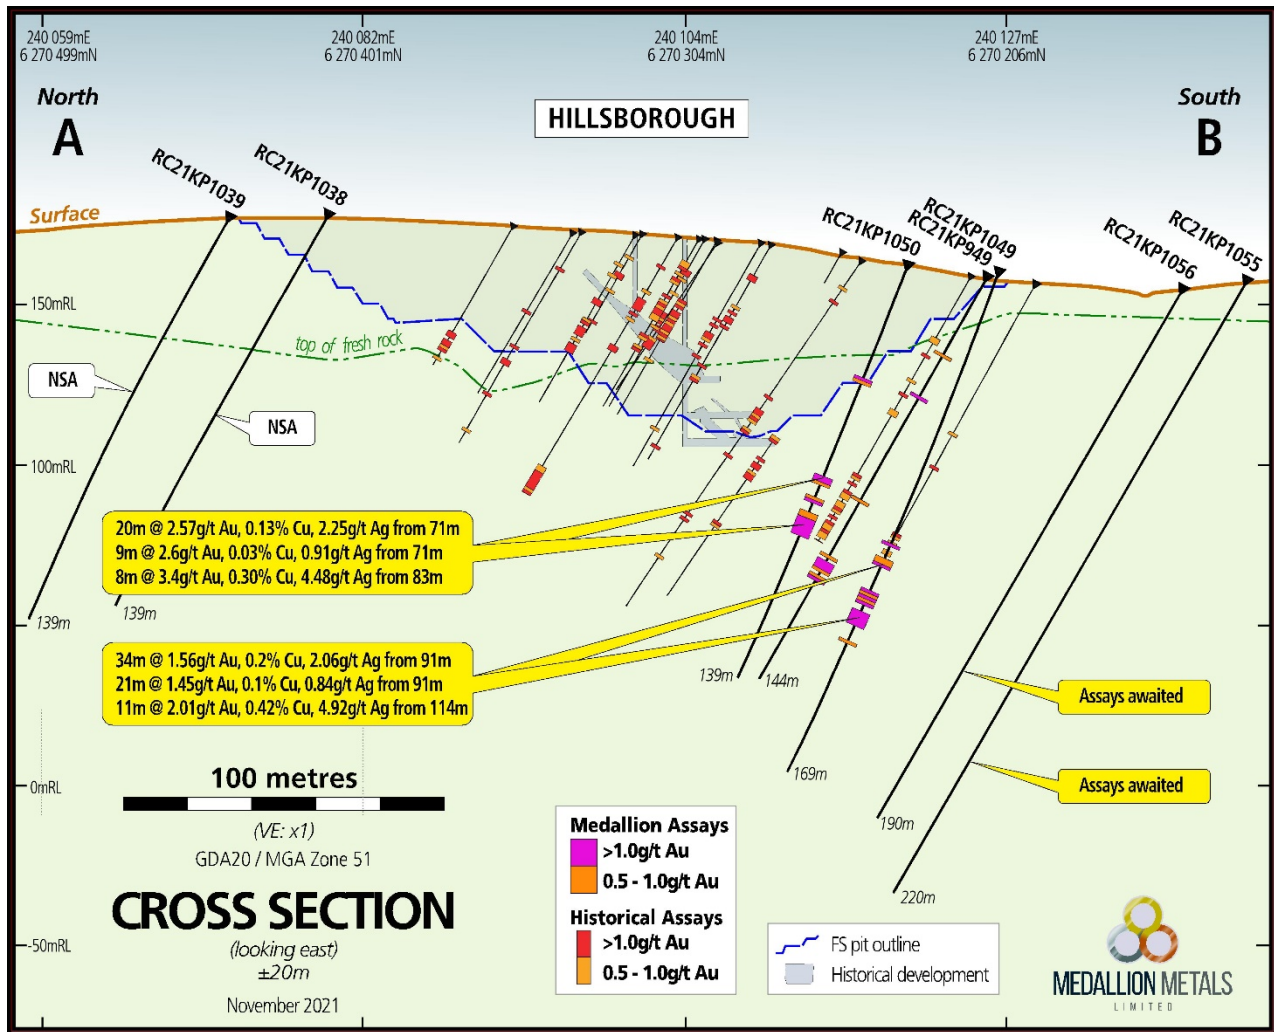 240 059mE
6 270 499mN
240 082mE
6 270 401mN
240 104mE
6 270 304mN
240 127mE
6 270 206mN
North
A
HILLSBOROUGH
South
B
RC21KP1039
RC21KP1038
RC21KP1050
RC21KP949
RC21KP1049
RC21KP1056
RC21KP1055
Surface
150mRL
top of fresh rock
NSA
NSA
100mRL
20m @ 2.57g/t Au, 0.13% Cu, 2.25g/t Ag from 71m
9m @ 2.6g/t Au, 0.03% Cu, 0.91g/t Ag from 71m
8m @ 3.4g/t Au, 0.30% Cu, 4.48g/t Ag from 83m
139m
139m
34m @ 1.56g/t Au, 0.2% Cu, 2.06g/t Ag from 91m
21m @ 1.45g/t Au, 0.1% Cu, 0.84g/t Ag from 91m
11m @ 2.01g/t Au, 0.42% Cu, 4.92g/t Ag from 114m
139m
144m
Assays awaited
169m
Assays awaited
0mRL
100 metres
(VE: x1)
GDA20 / MGA Zone 51
190m
220m
CROSS SECTION
(looking east)
±20m
November 2021
-50mRL
Medallion Assays
>1.0g/t Au
0.5 - 1.0g/t Au
Historical Assays
>1.0g/t Au
0.5 - 1.0g/t Au
FS pit outline
Historical development
MEDALLION METALS
LIMITED